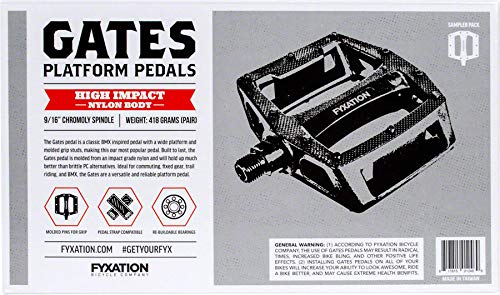 GATES
PLATFORM PEDALS
HIGH IMPACT
NYLON BODY
9/16" CHROMOLY SPINDLE | WEIGHT: 418 GRAMS (PAIR)
The Gates pedal is a classic BMX inspired pedal with a wide platform and
molded grip studs, making this our most popular pedal. Built to last, the
Gates pedal is molded from an impact grade nylon and will hold up much
better than brittle PC alternatives. Ideal for commuting, fixed gear, trail
riding, and BMX, the Gates are a versatile and reliable platform pedal.
MOLDED PINS FOR GRIP
PEDAL STRAP COMPATIBLE
RE-BUILDABLE BEARINGS
FYXATION.COM
#GETYOURFYX
FYXATION
BICYCLE COMPANY
SAMPLER PACK
FYXATION
GENERAL WARNING: (1) ACCORDING TO FYXATION BICYCLE
COMPANY, THE USE OF GATES PEDALS MAY RESULT IN RADICAL
TIMES, INCREASED BIKE BLING, AND OTHER POSITIVE LIFE
EFFECTS. (2) INSTALLING GATES PEDALS ON ALL OF YOUR
BIKES WILL INCREASE YOUR ABILITY TO LOOK AWESOME, RIDE
A BIKE BETTER, AND MAY CAUSE EXTREME HEALTH BENEFITS.
MADE IN TAIWAN